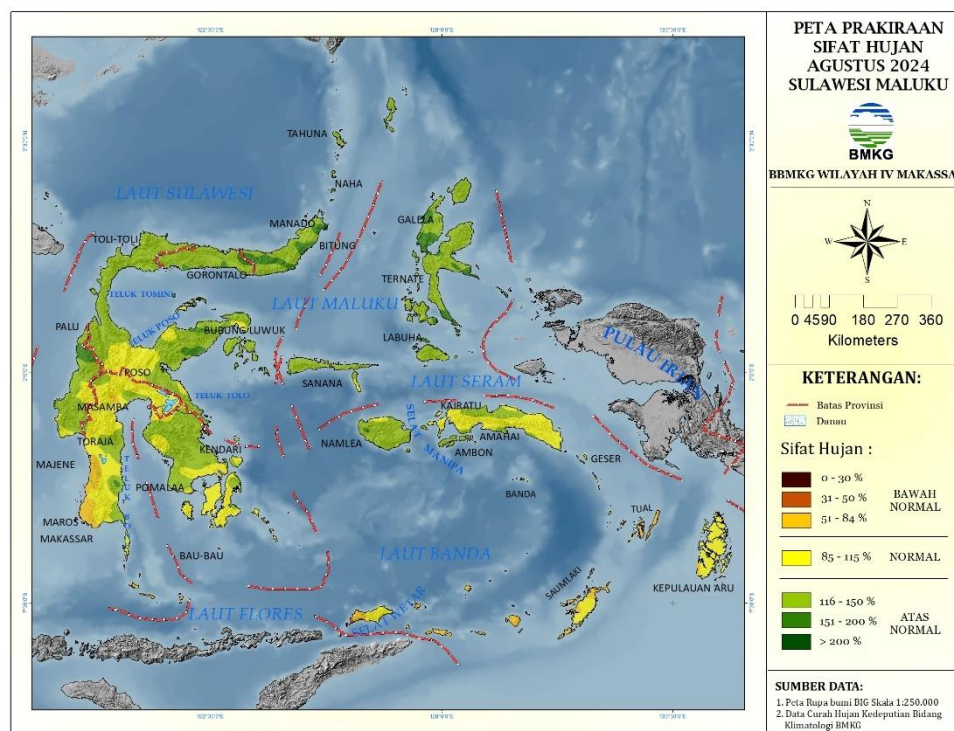 PETA PRAKIRAAN
SIFAT HUJAN
AGUSTUS 2024
SULAWESI MALUKU
BMKG
BBMKG WILAYAH IV MAKASSA
N
W
E
S
0 4590 180 270 360
Kilometers
KETERANGAN:
Batas Provinsi
Danau
Sifat Hujan :
0 - 30 %
31 - 50 %
51 - 84 %
BAWAH
NORMAL
85 - 115 %
NORMAL
116 - 150 %
151 - 200 %
> 200 %
ATAS
NORMAL
SUMBER DATA:
1. Peta Rupa bumi BIG Skala 1:250.000
2. Data Curah Hujan Kedeputian Bidang
Klimatologi BMKG
TAHUNA
NAHA
LAUT SULAWESI
MANADO
GALELA
TOLI-TOLI
BITUNG
GORONTALO
TERNATE
TELUK TOMINI
LAUT MALUKU
PALU
TELUK POSO
BUBUNG LUWUK
LABUHA
PULAU IRIAN
POSO
SANANA
LAUT SERAM
TELUK TOLO
MASAMBA
KAIRATU
SELAT MANIPA
TORAJA
NAMLEA
AMAHAI
KENDARI
AMBON
MAJENE
GESER
POMALAA
BANDA
MAROS
TUAL
MAKASSAR
BAU-BAU
LAUT BANDA
SAUMLAKI
KEPULAUAN ARU
LAUT FLORES
SELAT WETAR